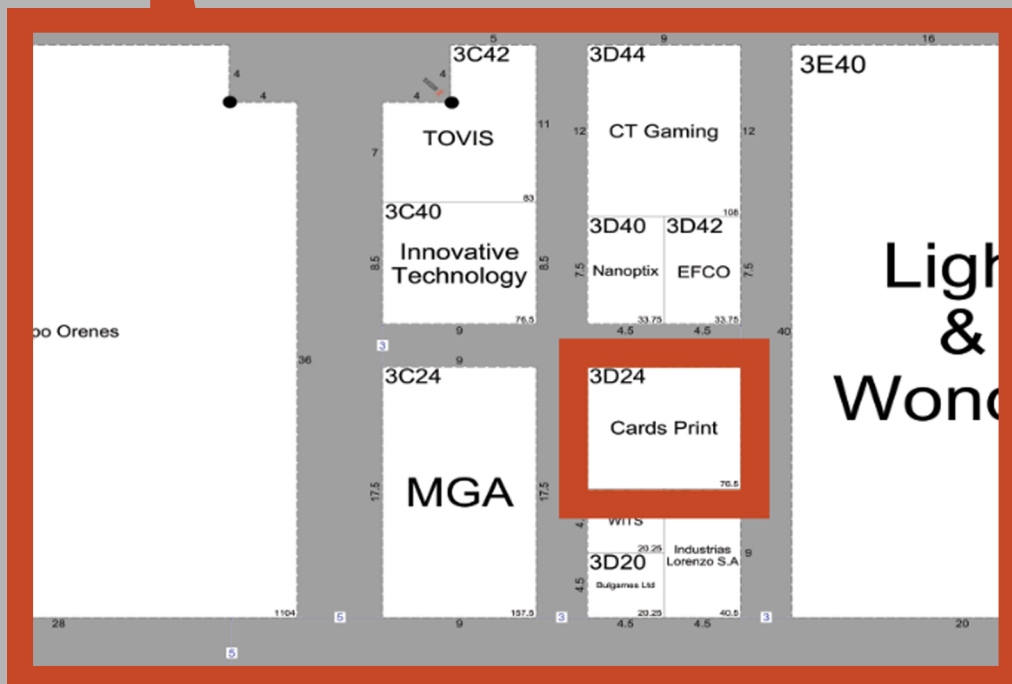 5
9
16
3C42
3D44
3E40
4
4
4
4
TOVIS
11
12
CT Gaming
12
7
83
108
3C40
3D40
3D42
Innovative
Technology
8.5
8.5
7.5
Nanoptix
EFCO
7.5
76.5
33.75
33.75
9
4.5
4.5
40
po Orenes
3
36
9
3C24
3D24
Ligh
&
Wond
Cards Print
76.5
MGA
17.5
17.5
4.
WITS
20.25
Industrias
Lorenzo S.A
9
3D20
4.5
Bulgames Ltd
1104
157.5
20.25
40.5
28
5
9
3
4.5
4.5
3
20
5